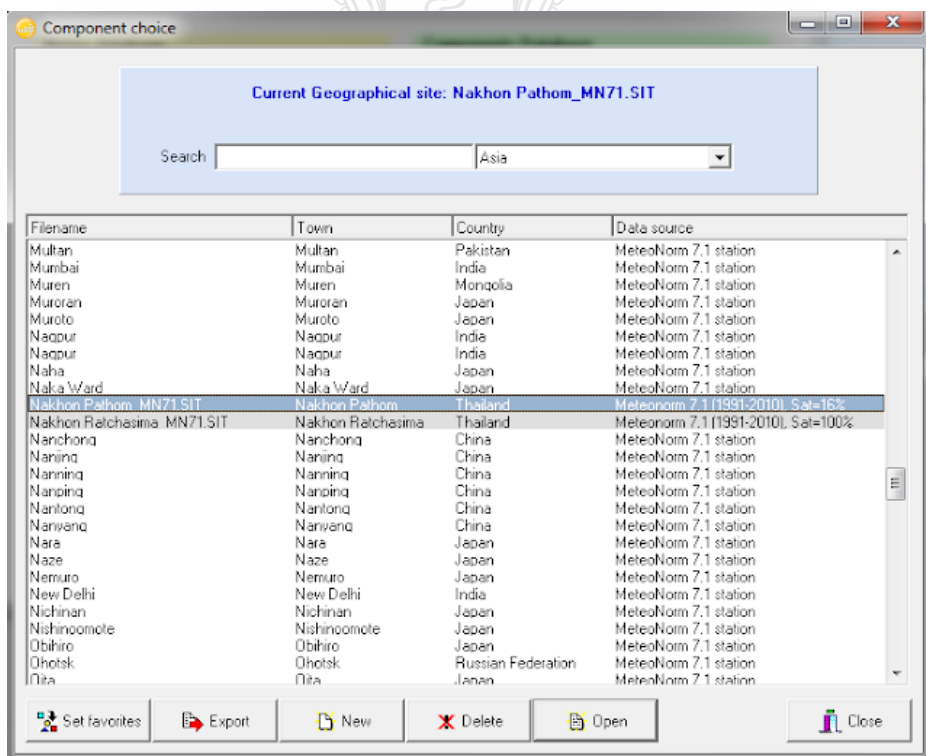 Component choice
Current Geographical site: Nakhon Pathom_MN71.SIT
Search Asia
Filename Town Country Data source
Multan Multan Pakistan MeteoNorm 7.1 station
Mumbai Mumbai India MeteoNorm 7.1 station
Muren Muren Mongolia MeteoNorm 7.1 station
Muroran Muroran Japan MeteoNorm 7.1 station
Muroto Muroto Japan MeteoNorm 7.1 station
Nagpur Nagpur India MeteoNorm 7.1 station
Nagpur Nagpur India MeteoNorm 7.1 station
Naha Naha Japan MeteoNorm 7.1 station
Naka Ward Naka Ward Japan MeteoNorm 7.1 station
Nakhon Pathom_MN71.SIT Nakhon Pathom Thailand Meteonorm 7.1 (1991-2010), Sat=16%
Nakhon Ratchasima_MN71.SIT Nakhon Ratchasima Thailand Meteonorm 7.1 (1991-2010), Sat=100%
Nanchong Nanchong China MeteoNorm 7.1 station
Nanjing Nanjing China MeteoNorm 7.1 station
Nanning Nanning China MeteoNorm 7.1 station
Nanping Nanping China MeteoNorm 7.1 station
Nantong Nantong China MeteoNorm 7.1 station
Nanyang Nanyang China MeteoNorm 7.1 station
Nara Nara Japan MeteoNorm 7.1 station
Naze Naze Japan MeteoNorm 7.1 station
Nemuro Nemuro Japan MeteoNorm 7.1 station
New Delhi New Delhi India MeteoNorm 7.1 station
Nichinan Nichinan Japan MeteoNorm 7.1 station
Nishinoomote Nishinoomote Japan MeteoNorm 7.1 station
Obihiro Obihiro Japan MeteoNorm 7.1 station
Ohotsk Ohotsk Russian Federation MeteoNorm 7.1 station
Oita Oita Japan MeteoNorm 7.1 station
Set favorites Export New Delete Open Close